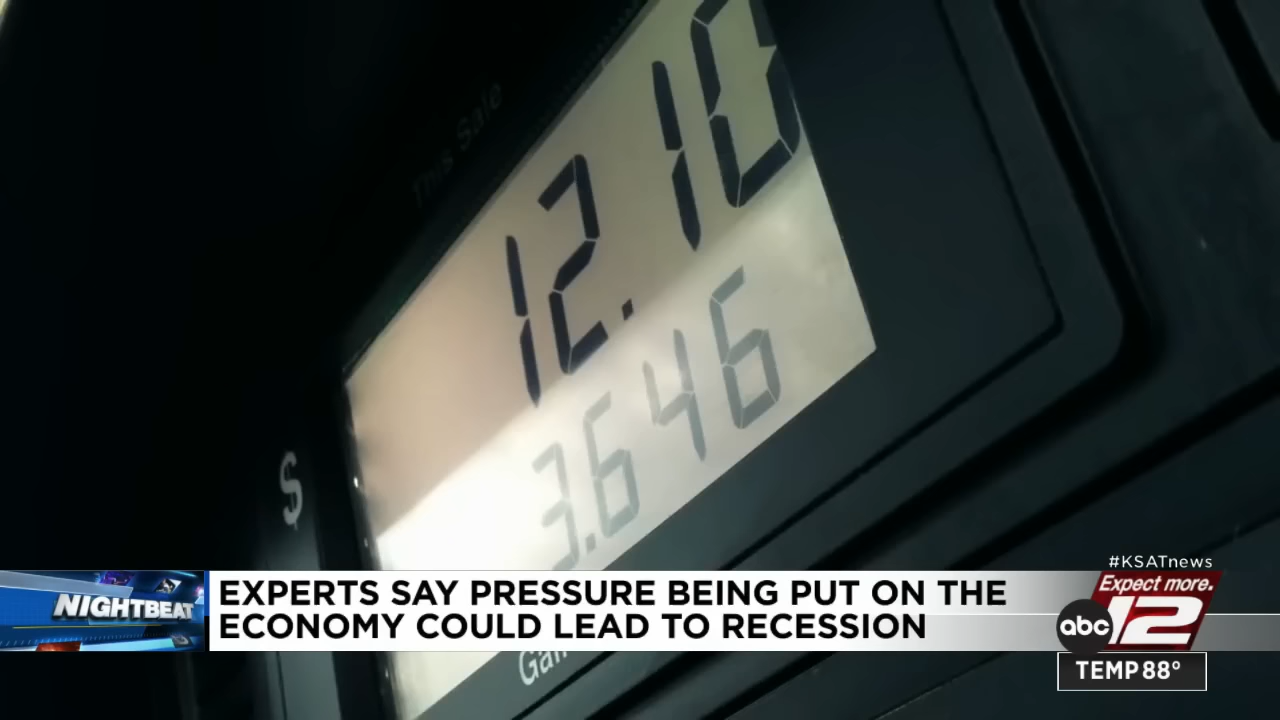 This Sale
12.10
$
3.646
Gall
#KSATnews
NIGHTBEAT
EXPERTS SAY PRESSURE BEING PUT ON THE
ECONOMY COULD LEAD TO RECESSION
Expect more.
abc 12
TEMP 88°